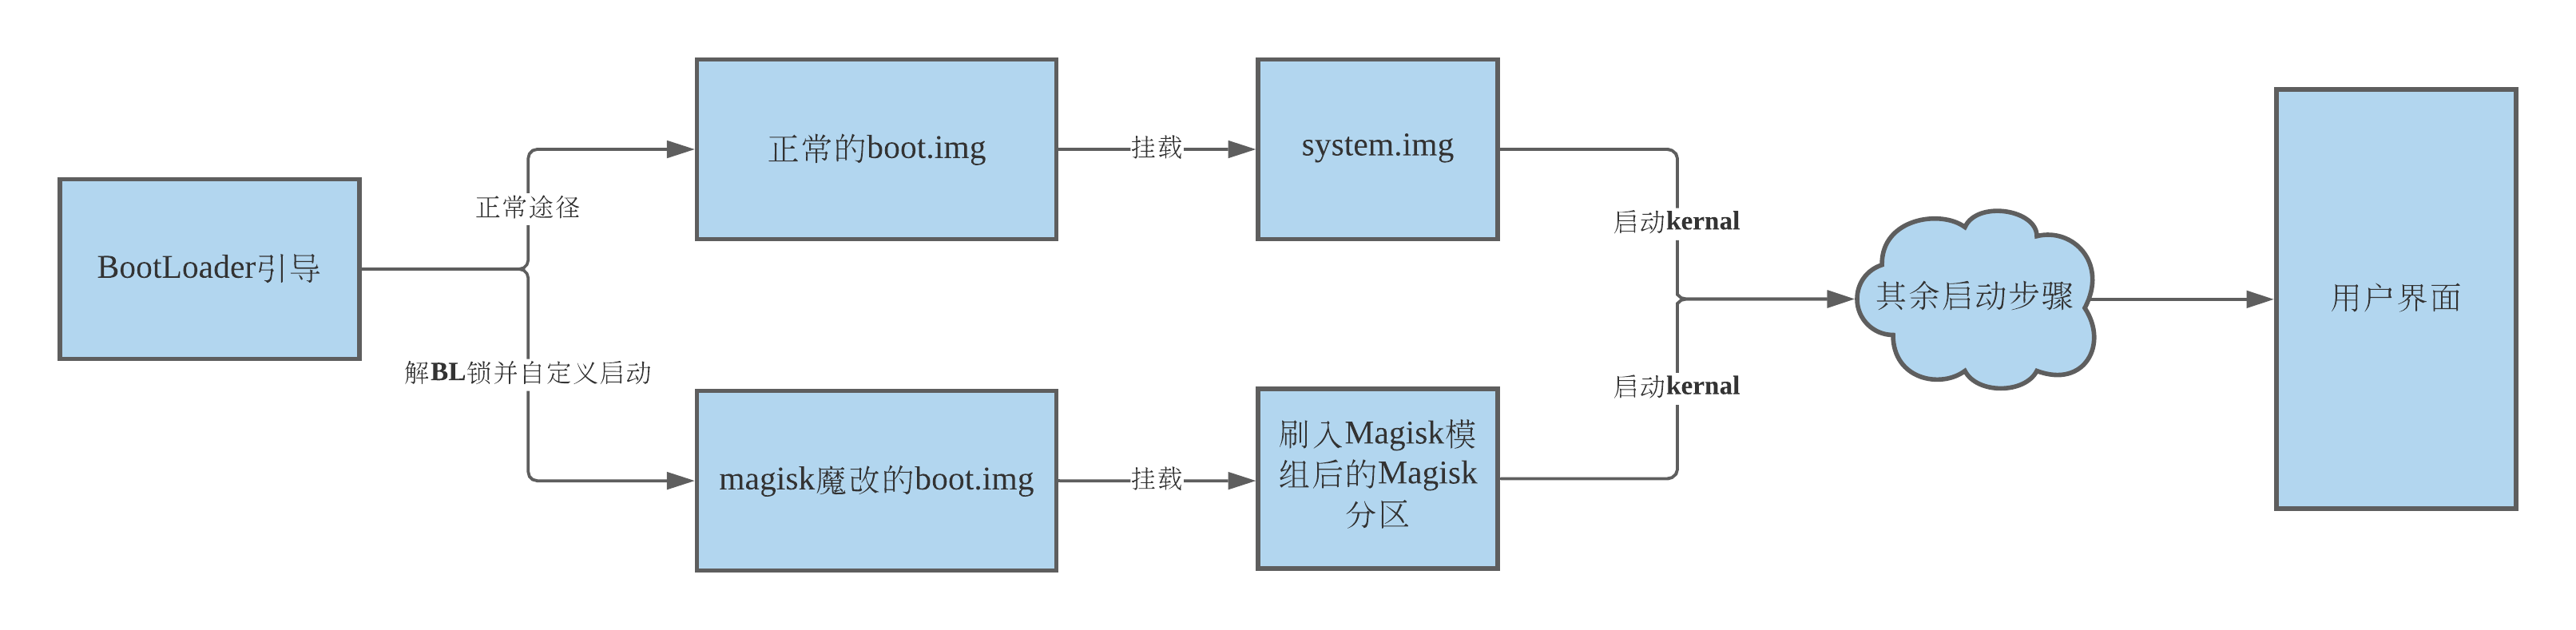 BootLoader引导
正常途径
解BL锁并自定义启动
正常的boot.img
挂载
system.img
启动kernal
magisk魔改的boot.img
挂载
刷入Magisk模
组后的Magisk
分区
启动kernal
其余启动步骤
用户界面